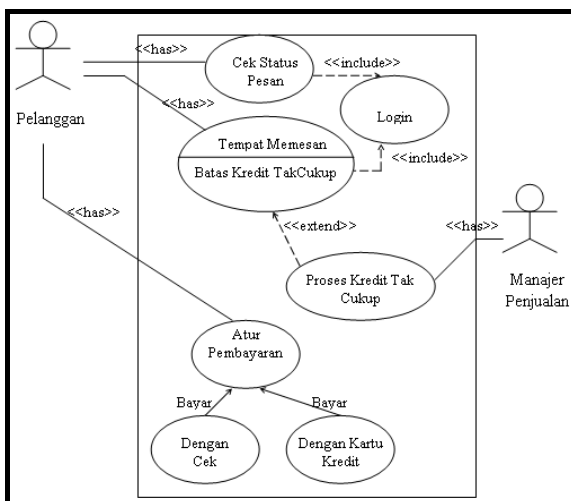 <<has>>
Cek Status
Pesan
<<include>>
Pelanggan
<<has>>
Login
Tempat Memesan
Batas Kredit TakCukup
<<include>>
<<has>>
<<extend>>
<<has>>
Proses Kredit Tak
Cukup
Manajer
Penjualan
Atur
Pembayaran
Bayar
Bayar
Dengan
Cek
Dengan Kartu
Kredit